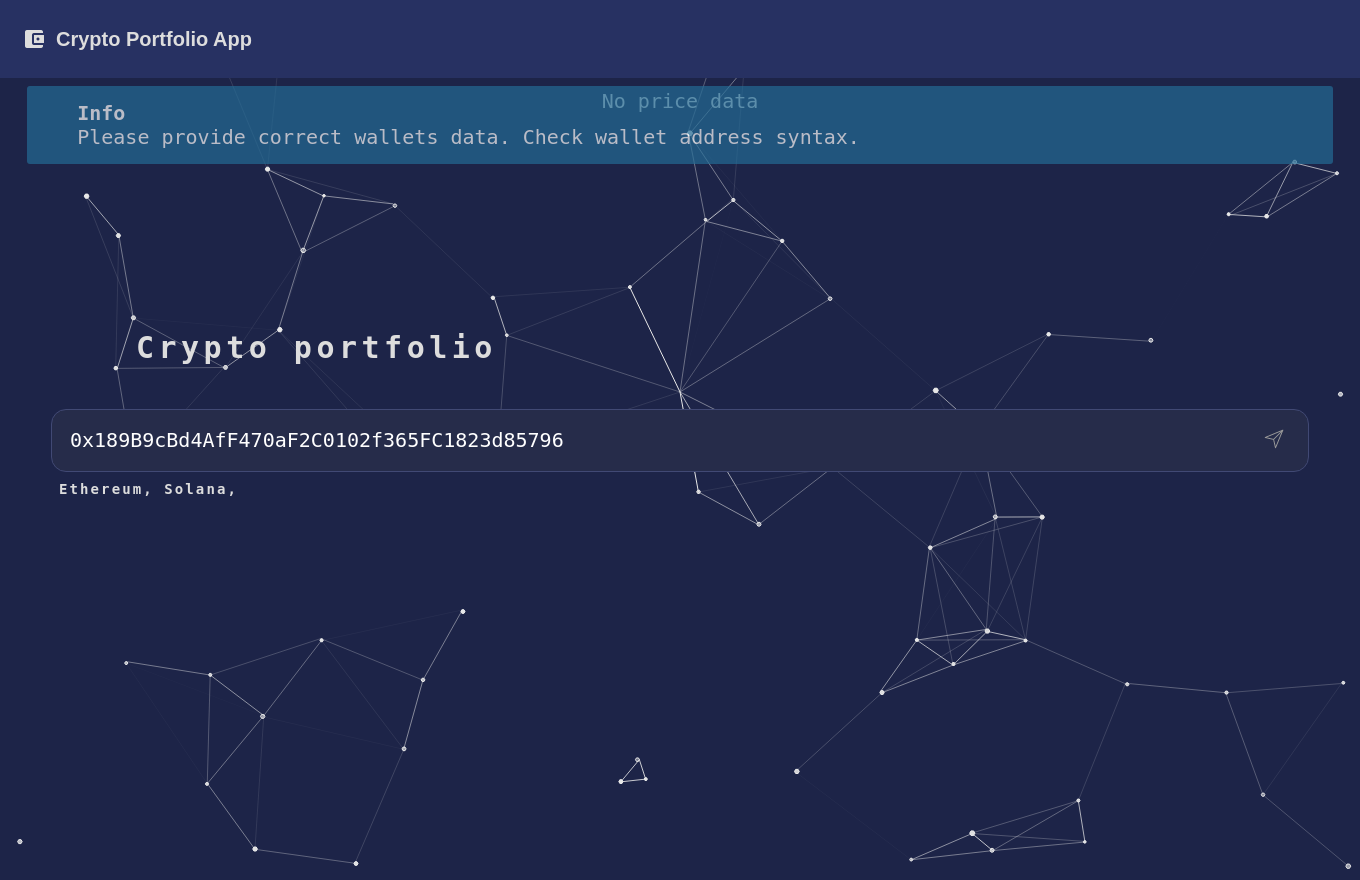 Crypto Portfolio App
No price data
Info
Please provide correct wallets data. Check wallet address syntax.
Crypto portfolio
0x189B9cBd4AfF470aF2C0102f365FC1823d85796
Ethereum, Solana,